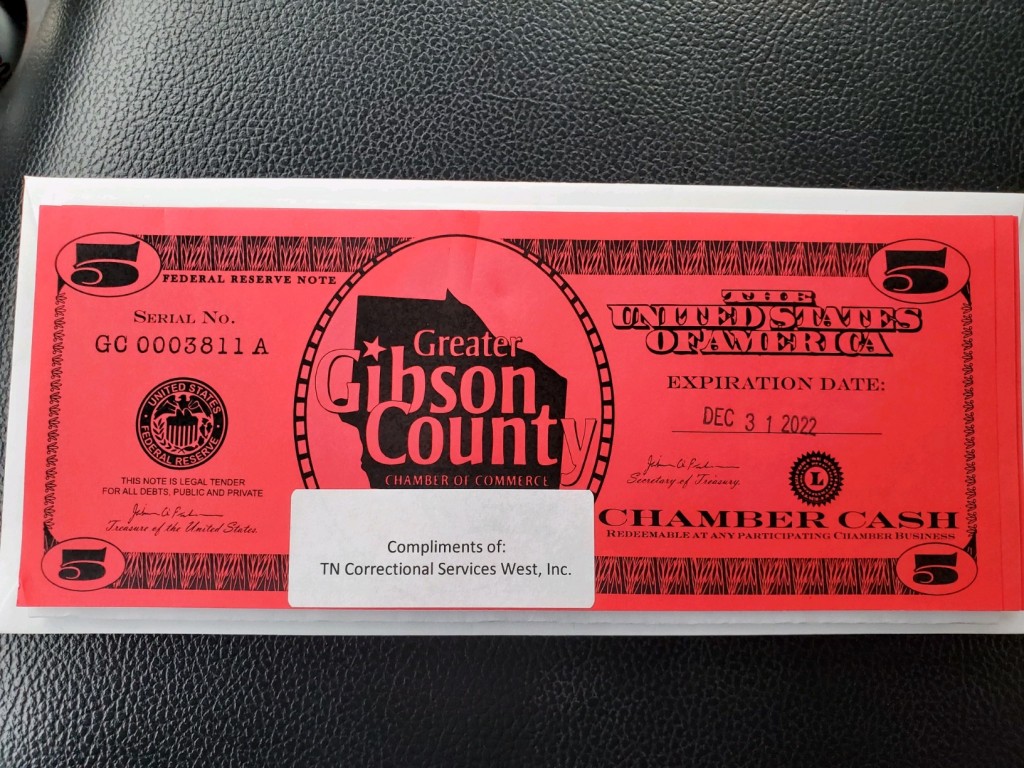 5
FEDERAL RESERVE NOTE
SERIAL NO.
GC 0003811 A
UNITED STATES
FEDERAL RESERVE
THIS NOTE IS LEGAL TENDER
FOR ALL DEBTS, PUBLIC AND PRIVATE
Treasure of the United States.
5
Greater
Gibson
County
CHAMBER OF COMMERCE
Compliments of:
TN Correctional Services West, Inc.
5
THE
UNITED STATES
OF AMERICA
EXPIRATION DATE:
DEC 31 2022
Secretary of Treasury.
L
CHAMBER CASH
REDEEMABLE AT ANY PARTICIPATING CHAMBER BUSINESS
5